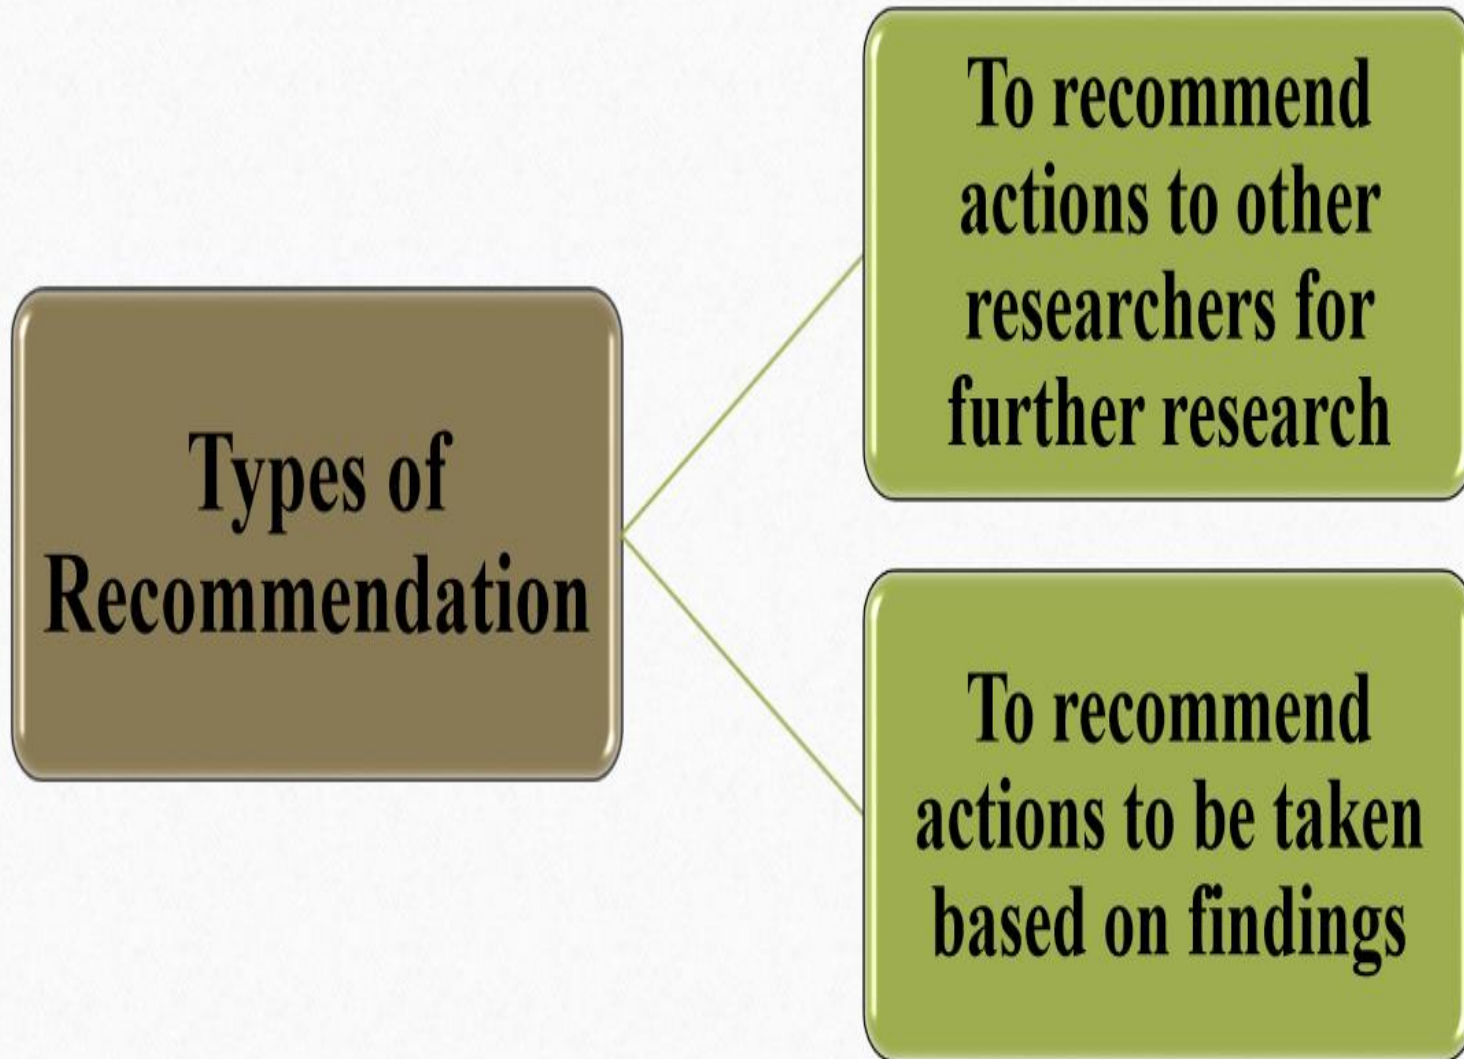 Types of
Recommendation
To recommend
actions to other
researchers for
further research
To recommend
actions to be taken
based on findings